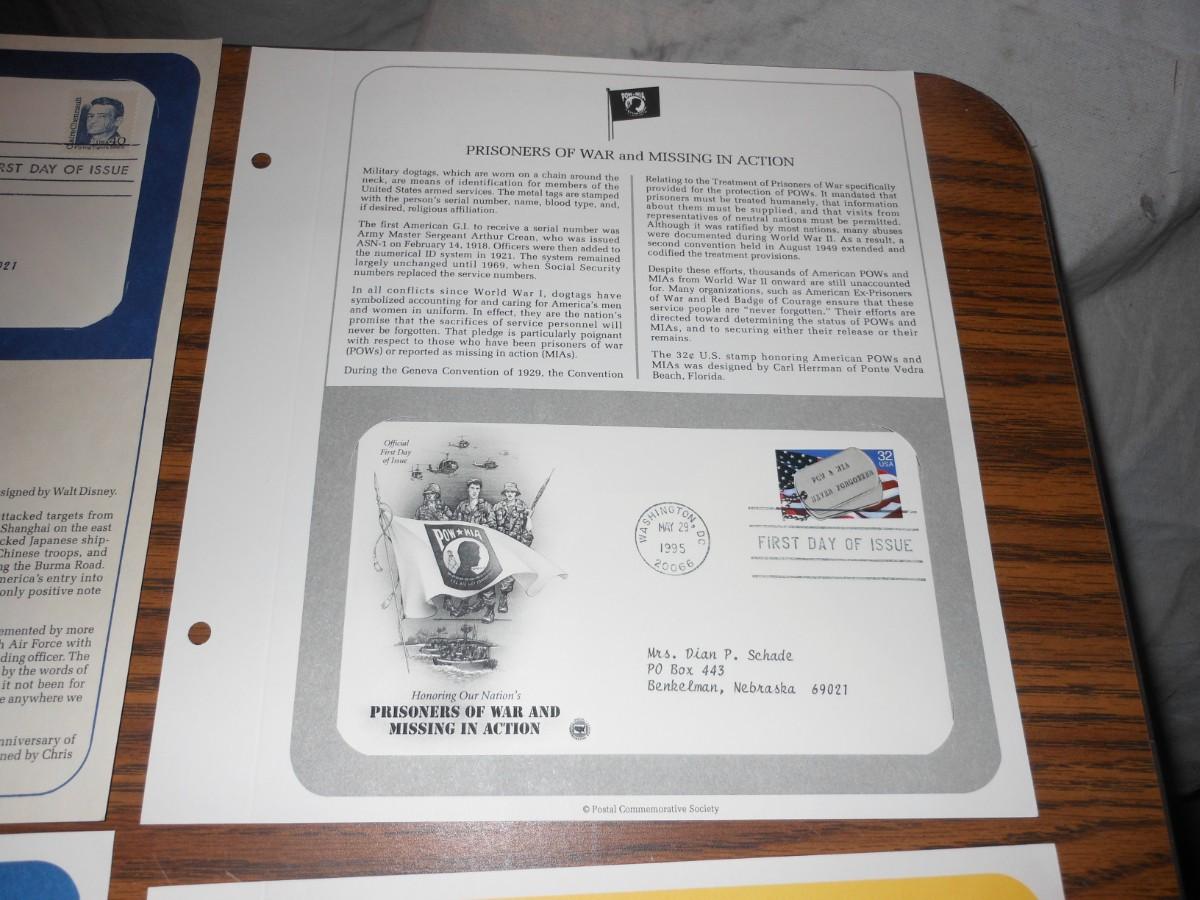 Claire Chennault
40
RST DAY OF ISSUE
021
signed by Walt Disney.
ttacked targets from
Shanghai on the east
cked Japanese ship-
Chinese troops, and
ng the Burma Road.
merica's entry into
only positive note
emented by more
h Air Force with
ding officer. The
by the words of
it not been for
e anywhere we
nniversary of
ned by Chris
POW MIA
PRISONERS OF WAR and MISSING IN ACTION
Military dogtags, which are worn on a chain around the
neck, are means of identification for members of the
United States armed services. The metal tags are stamped
with the person's serial number, name, blood type, and,
if desired, religious affiliation.
The first American G.I. to receive a serial number was
Army Master Sergeant Arthur Crean, who was issued
ASN-1 on February 14, 1918. Officers were then added to
the numerical ID system in 1921. The system remained
largely unchanged until 1969, when Social Security
numbers replaced the service numbers.
In all conflicts since World War I, dogtags have
symbolized accounting for and caring for America's men
and women in uniform. In effect, they are the nation's
promise that the sacrifices of service personnel will
never be forgotten. That pledge is particularly poignant
with respect to those who have been prisoners of war
(POWs) or reported as missing in action (MIAs).
During the Geneva Convention of 1929, the Convention
Relating to the Treatment of Prisoners of War specifically
provided for the protection of POWs. It mandated that
prisoners must be treated humanely, that information
about them must be supplied, and that visits from
representatives of neutral nations must be permitted.
Although it was ratified by most nations, many abuses
were documented during World War II. As a result, a
second convention held in August 1949 extended and
codified the treatment provisions.
Despite these efforts, thousands of American POWs and
MIAs from World War II onward are still unaccounted
for. Many organizations, such as American Ex-Prisoners
of War and Red Badge of Courage ensure that these
service people are "never forgotten." Their efforts are
directed toward determining the status of POWs and
MIAs, and to securing either their release or their
remains.
The 32¢ U.S. stamp honoring American POWs and
MIAs was designed by Carl Herrman of Ponte Vedra
Beach, Florida.
Official
First Day
of Issue
POW MIA
Honoring Our Nation's
PRISONERS OF WAR AND
MISSING IN ACTION
WASHINGTON, DC
MAY 29
1995
20066
32
USA
POW & MIA
NEVER FORGOTTEN
FIRST DAY OF ISSUE
Mrs. Dian P. Schade
PO Box 443
Benkelman, Nebraska 69021
© Postal Commemorative Society